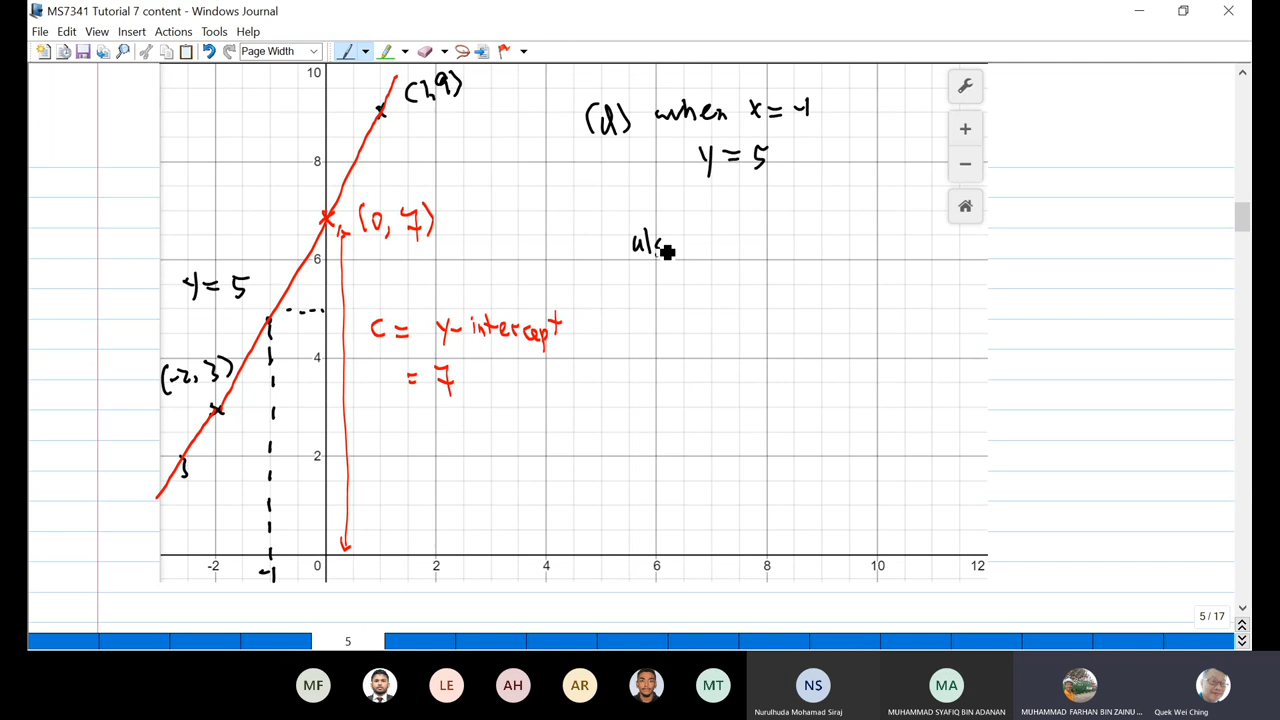 MS7341 Tutorial 7 content - Windows Journal
File Edit View Insert Actions Tools Help
Page Width
10
8
6
4
2
-2 0 2 4 6 8 10 12
(1,9)
(0, 7)
y = 5
(-2, 3)
-1
c = y-intercept
= 7
(d) when x = -1
y = 5
als
5 / 17
5
MF LE AH AR MT NS MA
Nurulhuda Mohamad Siraj
MUHAMMAD SYAFIQ BIN ADANAN
MUHAMMAD FARHAN BIN ZAINU ...
Quek Wei Ching